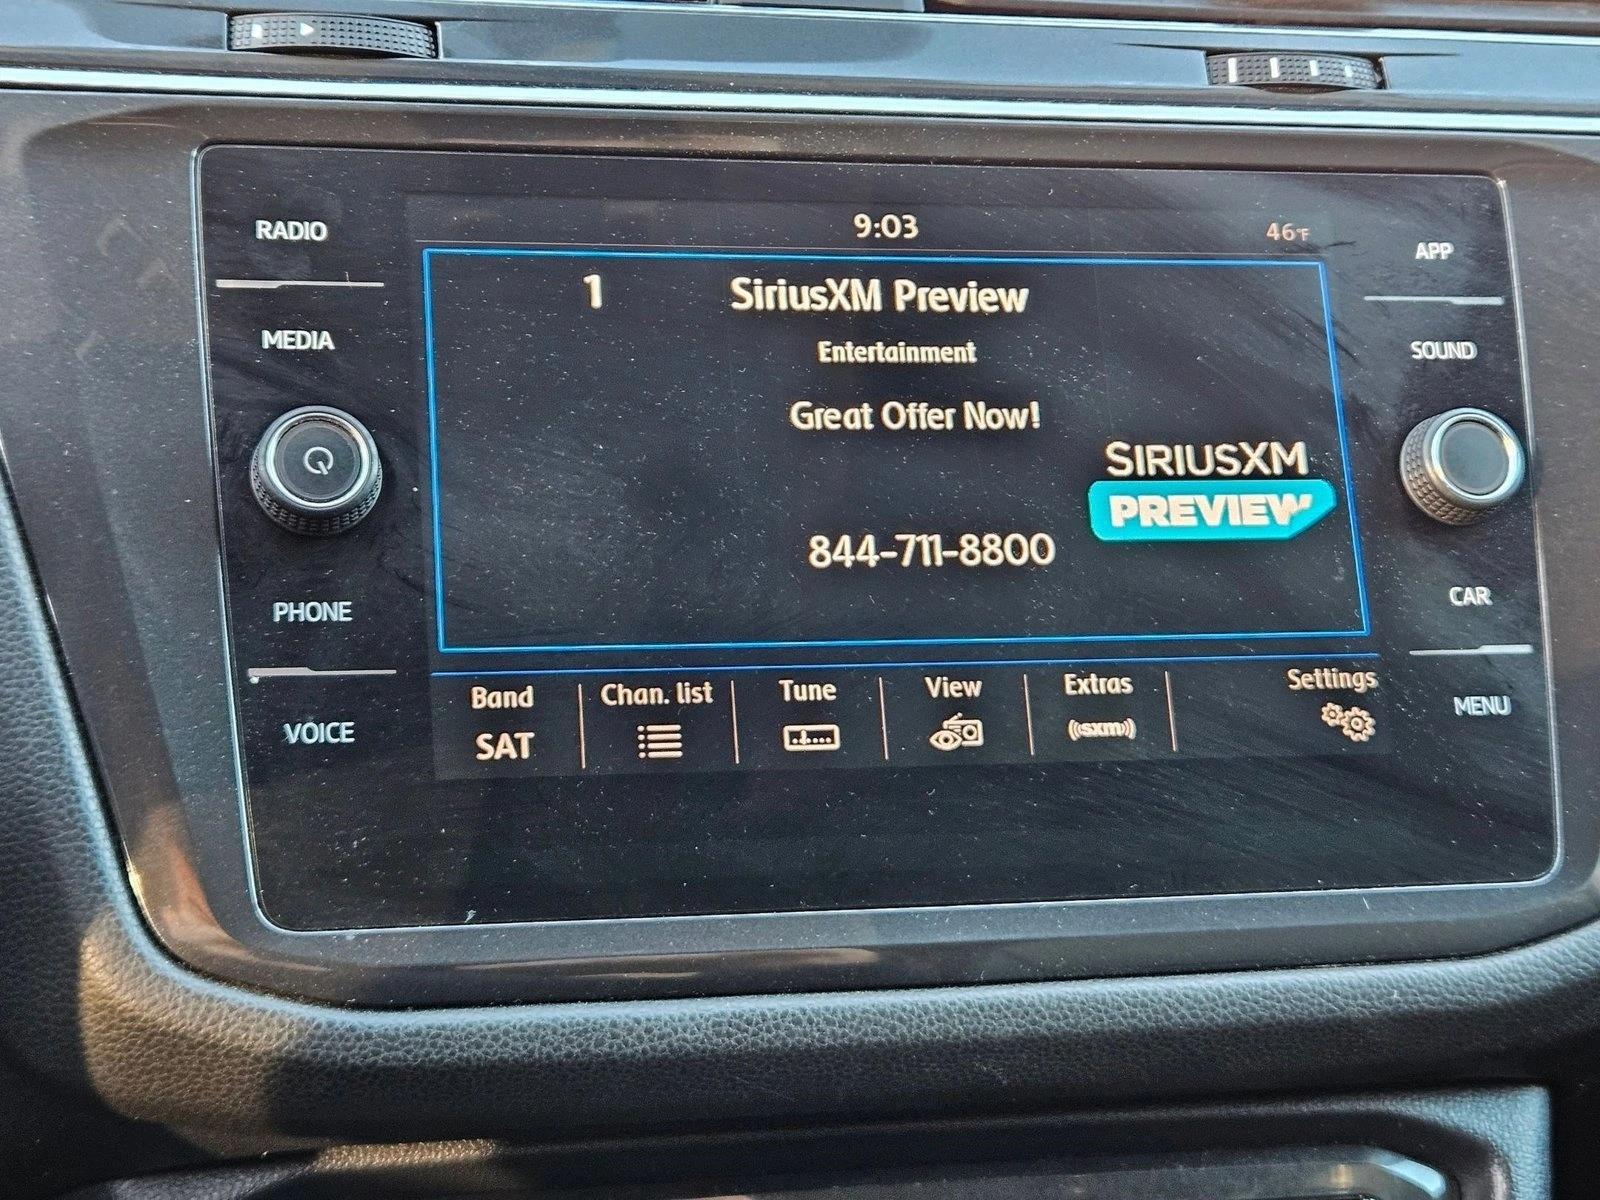 RADIO
MEDIA
PHONE
VOICE
9:03
46°F
1 SiriusXM Preview
Entertainment
Great Offer Now!
SIRIUSXM
PREVIEW
844-711-8800
Band
SAT
Chan. list
Tune
View
Extras
((sxm))
Settings
APP
SOUND
CAR
MENU